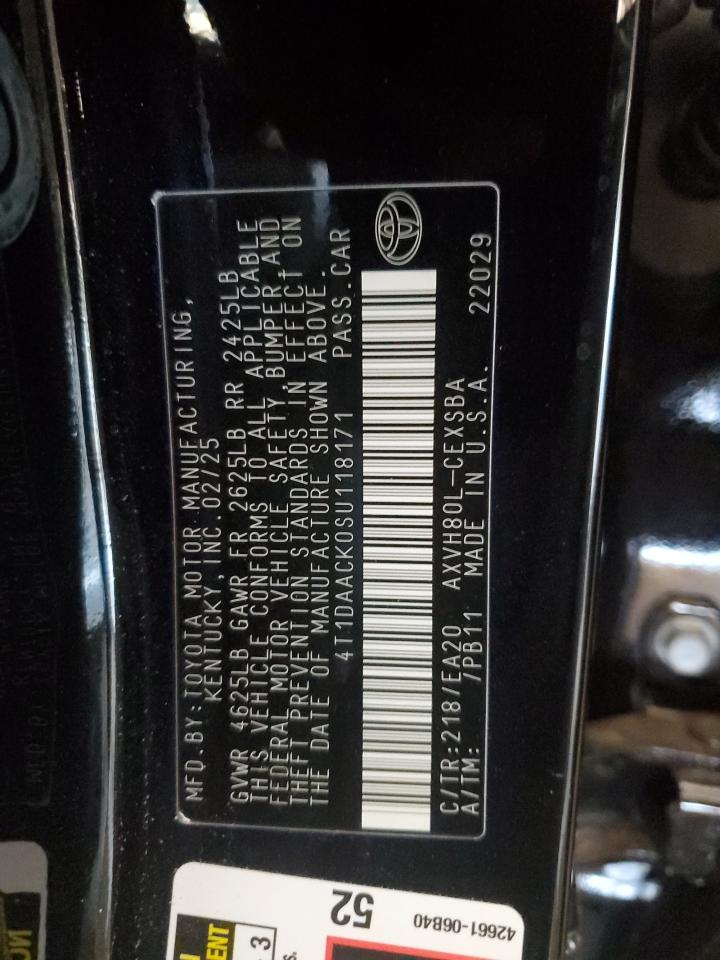 MFD.BY:TOYOTA MOTOR MANUFACTURING,
KENTUCKY,INC.02/25
GVWR 4625LB GAWR FR 2625LB RR 2425LB
THIS VEHICLE CONFORMS TO ALL APPLICABLE
FEDERAL MOTOR VEHICLE SAFETY,BUMPER,AND
THEFT PREVENTION STANDARDS IN EFFECT ON
THE DATE OF MANUFACTURE SHOWN ABOVE.
4T1DAACK0SU118171 PASS.CAR
C/TR:218/EA20 AXVH80L-CEXSBA
A/TM: /PB11 MADE IN U.S.A. 22029
52
42661-06B40
3